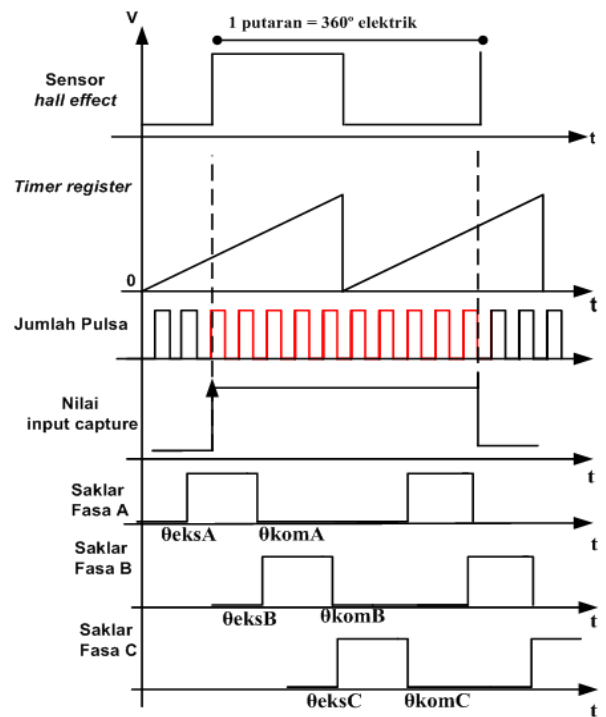 1 putaran = 360º elektrik
V
Sensor
hall effect
t
Timer register
0
t
Jumlah Pulsa
Nilai
input capture
t
Saklar
Fasa A
θeksA
θkomA
t
Saklar
Fasa B
θeksB
θkomB
t
Saklar
Fasa C
θeksC
θkomC
t